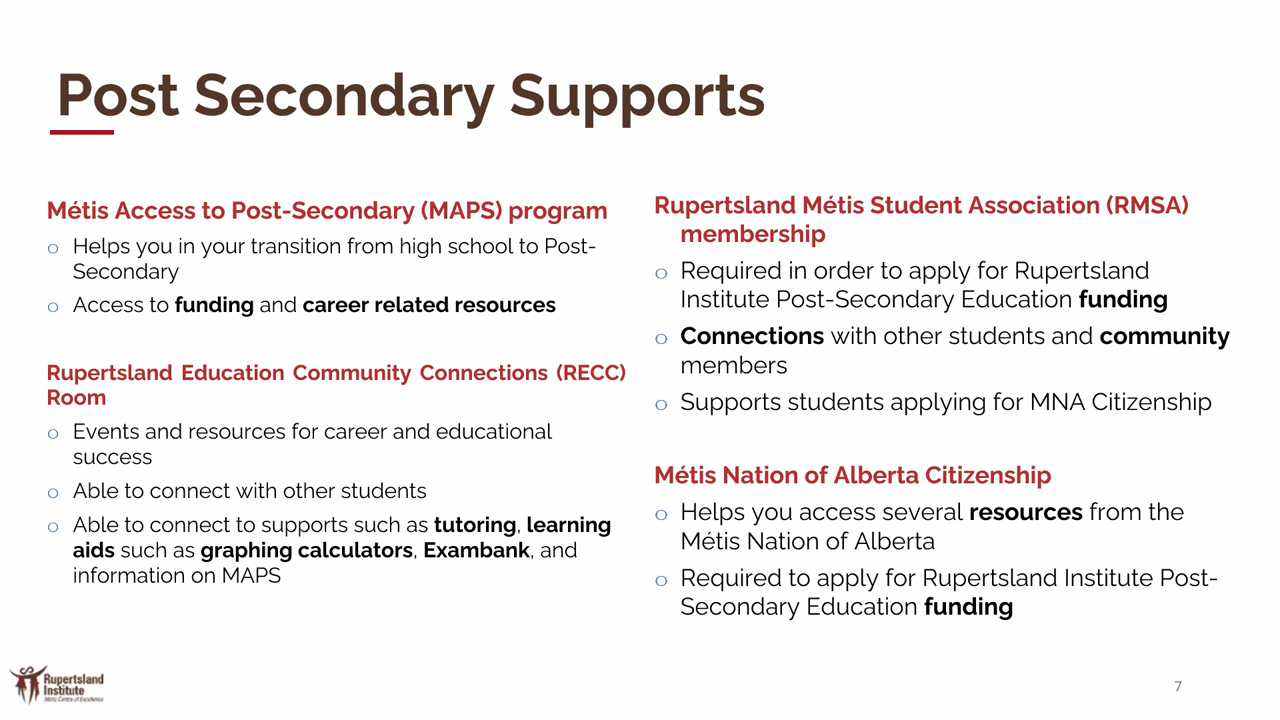 Post Secondary Supports
Métis Access to Post-Secondary (MAPS) program
o Helps you in your transition from high school to Post-
Secondary
o Access to funding and career related resources
Rupertsland Education Community Connections (RECC)
Room
o Events and resources for career and educational
success
o Able to connect with other students
o Able to connect to supports such as tutoring, learning
aids such as graphing calculators, Exambank, and
information on MAPS
Rupertsland Métis Student Association (RMSA)
membership
o Required in order to apply for Rupertsland
Institute Post-Secondary Education funding
o Connections with other students and community
members
o Supports students applying for MNA Citizenship
Métis Nation of Alberta Citizenship
o Helps you access several resources from the
Métis Nation of Alberta
o Required to apply for Rupertsland Institute Post-
Secondary Education funding
Rupertsland
Institute
Métis Centre of Excellence
7